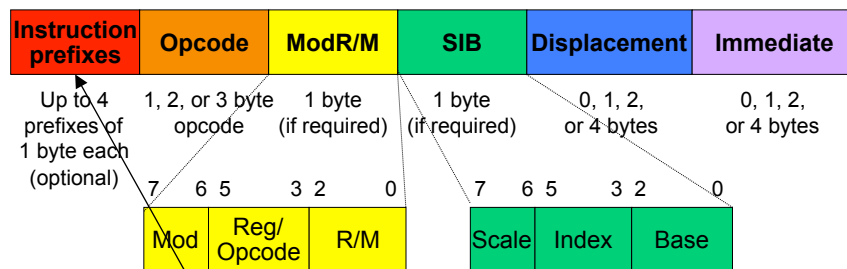 Instruction prefixes
Opcode
ModR/M
SIB
Displacement
Immediate
Up to 4
prefixes of
1 byte each
(optional)
1, 2, or 3 byte
opcode
1 byte
(if required)
1 byte
(if required)
0, 1, 2,
or 4 bytes
0, 1, 2,
or 4 bytes
7 6 5 3 2 0
Mod
Reg/
Opcode
R/M
7 6 5 3 2 0
Scale
Index
Base